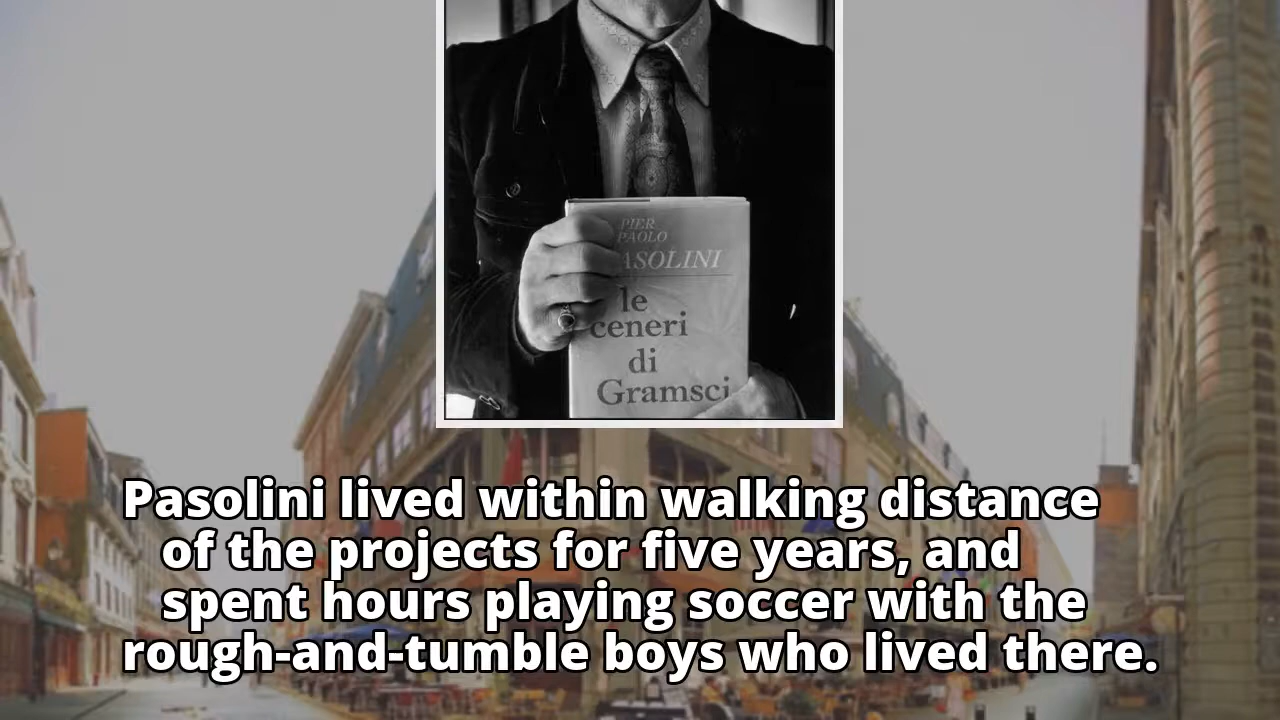 PIER
PAOLO
ASOLINI
le
ceneri
di
Gramsci
Pasolini lived within walking distance
of the projects for five years, and
spent hours playing soccer with the
rough-and-tumble boys who lived there.